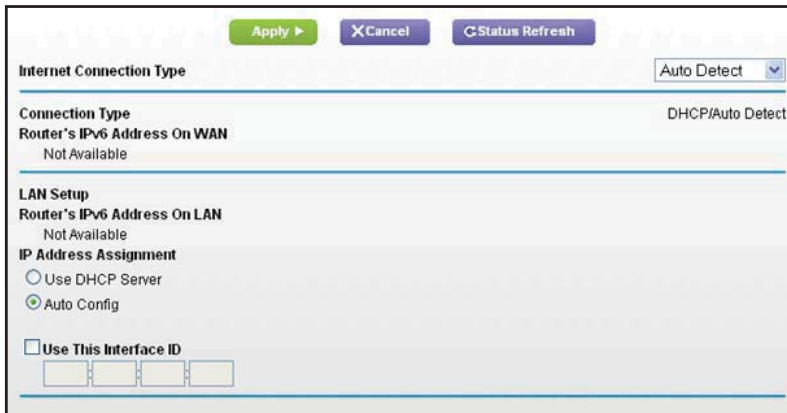 Apply
Cancel
Status Refresh
Internet Connection Type
Auto Detect
Connection Type
DHCP/Auto Detect
Router's IPv6 Address On WAN
Not Available
LAN Setup
Router's IPv6 Address On LAN
Not Available
IP Address Assignment
Use DHCP Server
Auto Config
Use This Interface ID
: : :